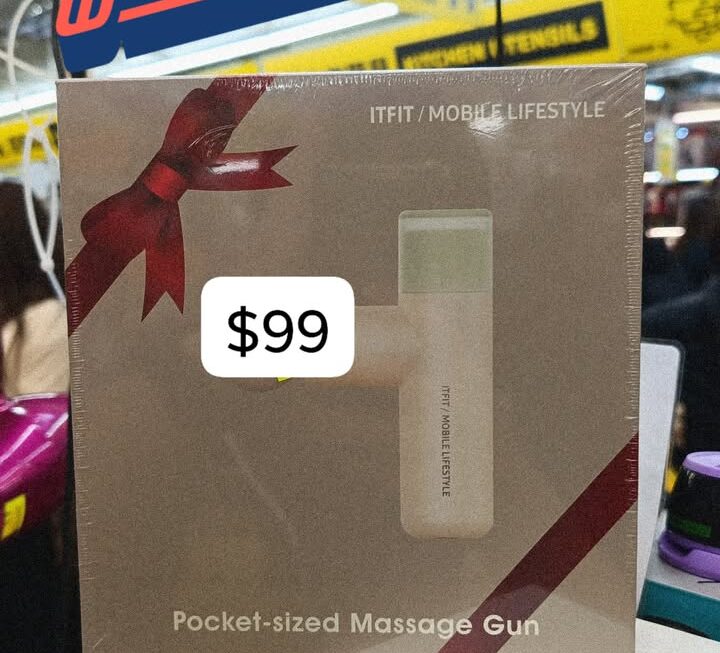 KITCHEN UTENSILS
ITFIT / MOBILE LIFESTYLE
$99
ITFIT / MOBILE LIFESTYLE
Pocket-sized Massage Gun